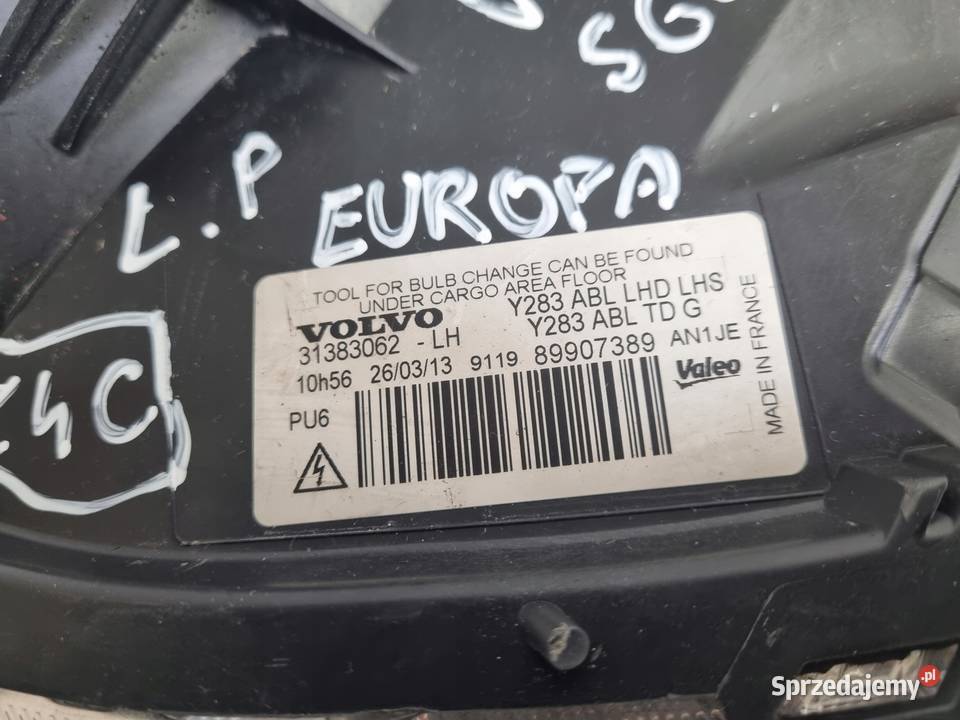 L.P
EUROPA
TOOL FOR BULB CHANGE CAN BE FOUND
UNDER CARGO AREA FLOOR
VOLVO Y283 ABL LHD LHS
31383062 - LH Y283 ABL TD G
10h56 26/03/13 9119 89907389 AN1JE
PU6
Valeo
MADE IN FRANCE
4C
Sprzedajemy.pl